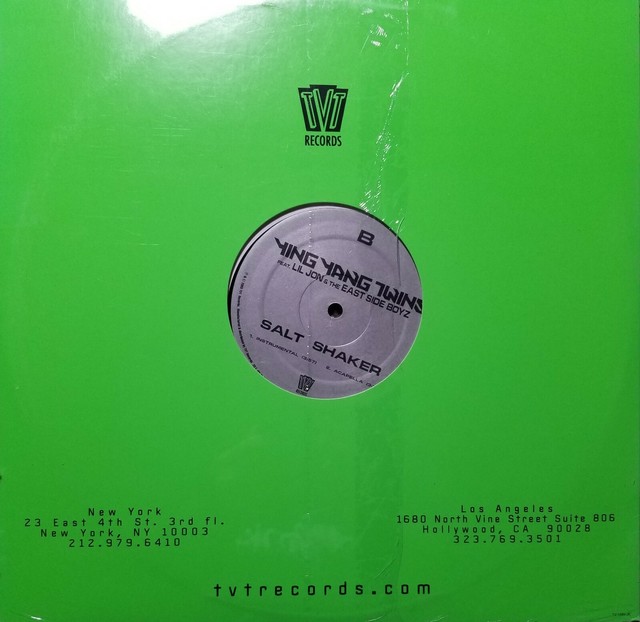 TVT
RECORDS
B
YING YANG TWINS
FEAT. LIL JON & THE EAST SIDE BOYZ
SALT SHAKER
1. INSTRUMENTAL 2. ACAPELLA
TVT
New York
23 East 4th St. 3rd fl.
New York, NY 10003
212.979.6410
Los Angeles
1680 North Vine Street Suite 806
Hollywood, CA 90028
323.769.3501
tvtrecords.com